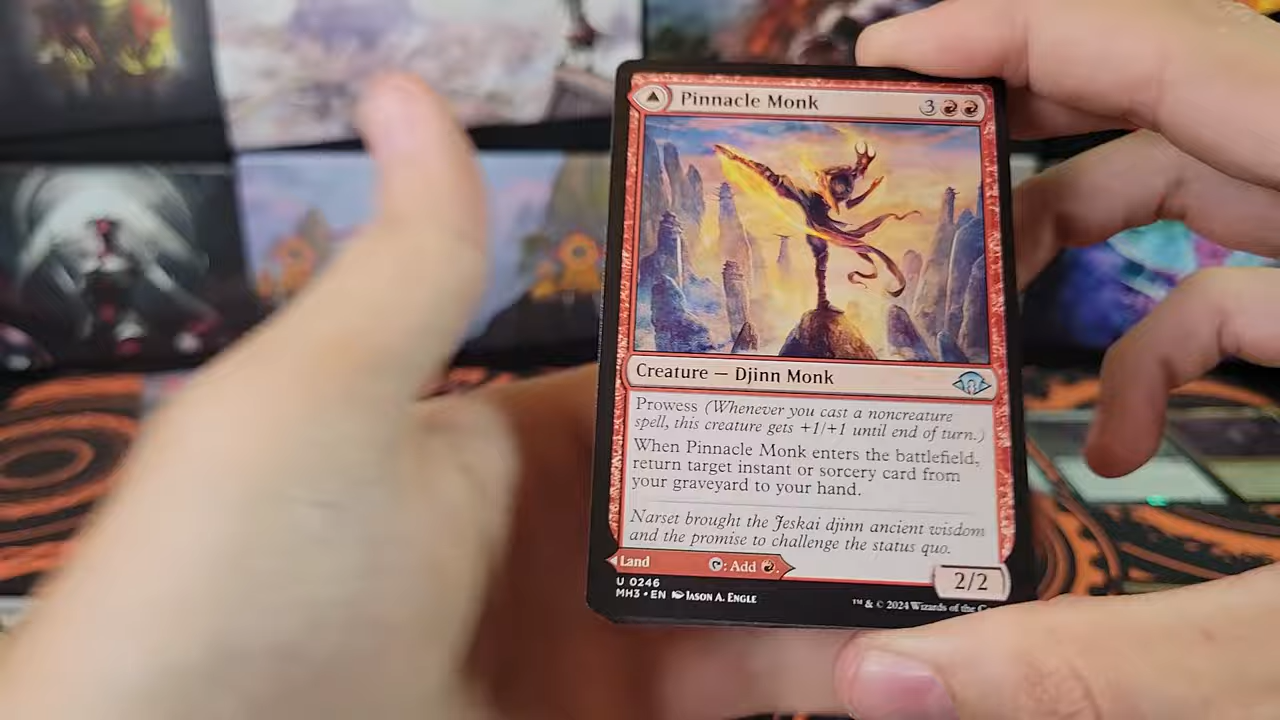 Pinnacle Monk 3
Creature — Djinn Monk
Prowess (Whenever you cast a noncreature
spell, this creature gets +1/+1 until end of turn.)
When Pinnacle Monk enters the battlefield,
return target instant or sorcery card from
your graveyard to your hand.
Narset brought the Jeskai djinn ancient wisdom
and the promise to challenge the status quo.
Land : Add .
2/2
U 0246
MH3 • EN Jason A. Engle
™ & © 2024 Wizards of the